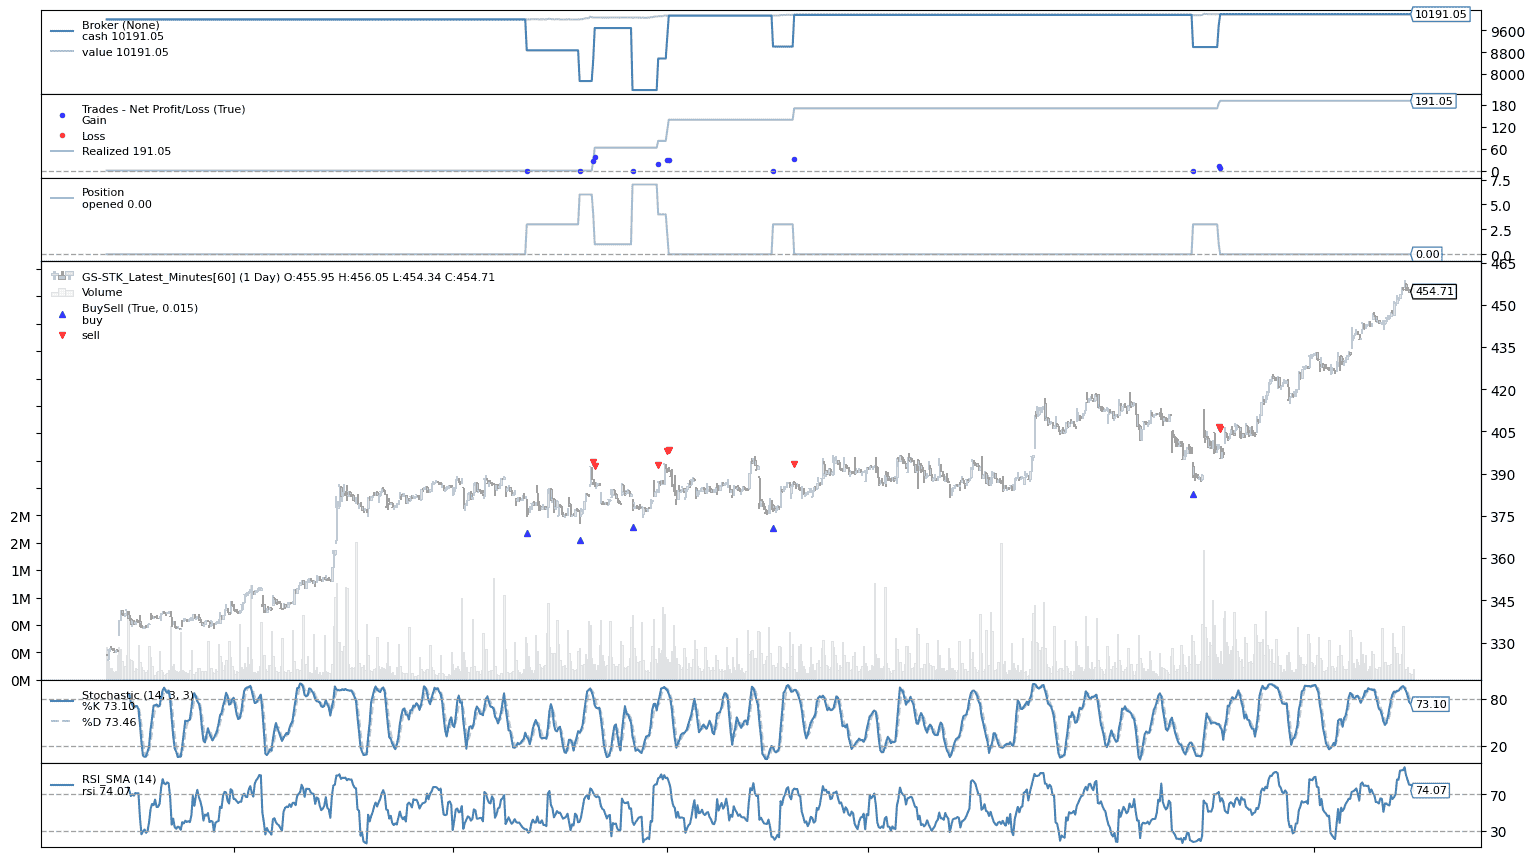 Broker (None)
cash 10191.05
value 10191.05
10191.05
9600
8800
8000
Trades - Net Profit/Loss (True)
Gain
Loss
Realized 191.05
191.05
180
120
60
0
Position
opened 0.00
7.5
5.0
2.5
0.0
0.00
GS-STK_Latest_Minutes[60] (1 Day) O:455.95 H:456.05 L:454.34 C:454.71
Volume
BuySell (True, 0.015)
buy
sell
465
454.71
450
435
420
405
390
375
360
345
330
2M
2M
1M
1M
0M
0M
0M
Stochastic (14, 3, 3)
%K 73.10
%D 73.46
80
73.10
20
RSI_SMA (14)
rsi 74.07
74.07
70
30